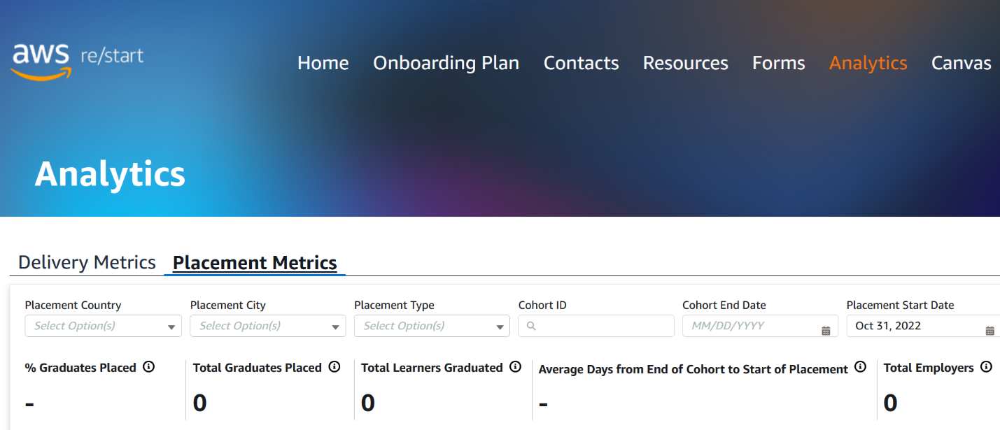 aws re/start
Home Onboarding Plan Contacts Resources Forms Analytics Canvas
Analytics
Delivery Metrics Placement Metrics
Placement Country Placement City Placement Type Cohort ID Cohort End Date Placement Start Date
Select Option(s) Select Option(s) Select Option(s) MM/DD/YYYY Oct 31, 2022
% Graduates Placed Total Graduates Placed Total Learners Graduated Average Days from End of Cohort to Start of Placement Total Employers
- 0 0 - 0